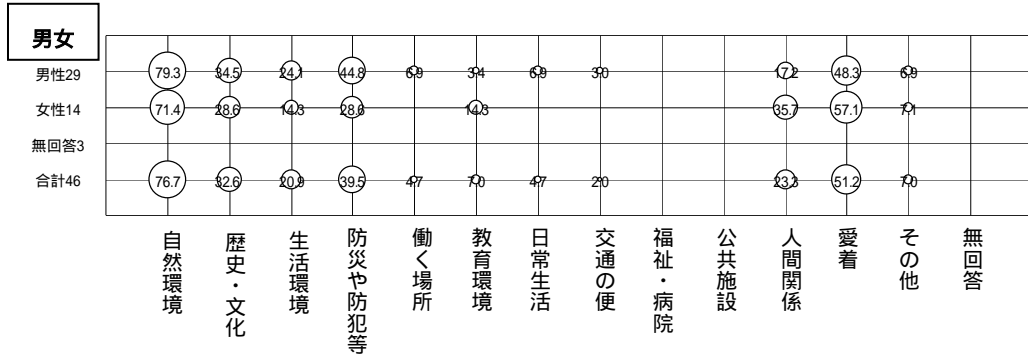 男女
男性29 79.3 34.5 24.1 44.8 6.9 3.4 6.9 3.0 17.2 48.3 6.9
女性14 71.4 28.6 14.3 28.6 14.3 35.7 57.1 7.1
無回答3
合計46 76.7 32.6 20.9 39.5 4.7 7.0 4.7 2.0 23.3 51.2 7.0
自然環境
歴史・文化
生活環境
防災や防犯等
働く場所
教育環境
日常生活
交通の便
福祉・病院
公共施設
人間関係
愛着
その他
無回答